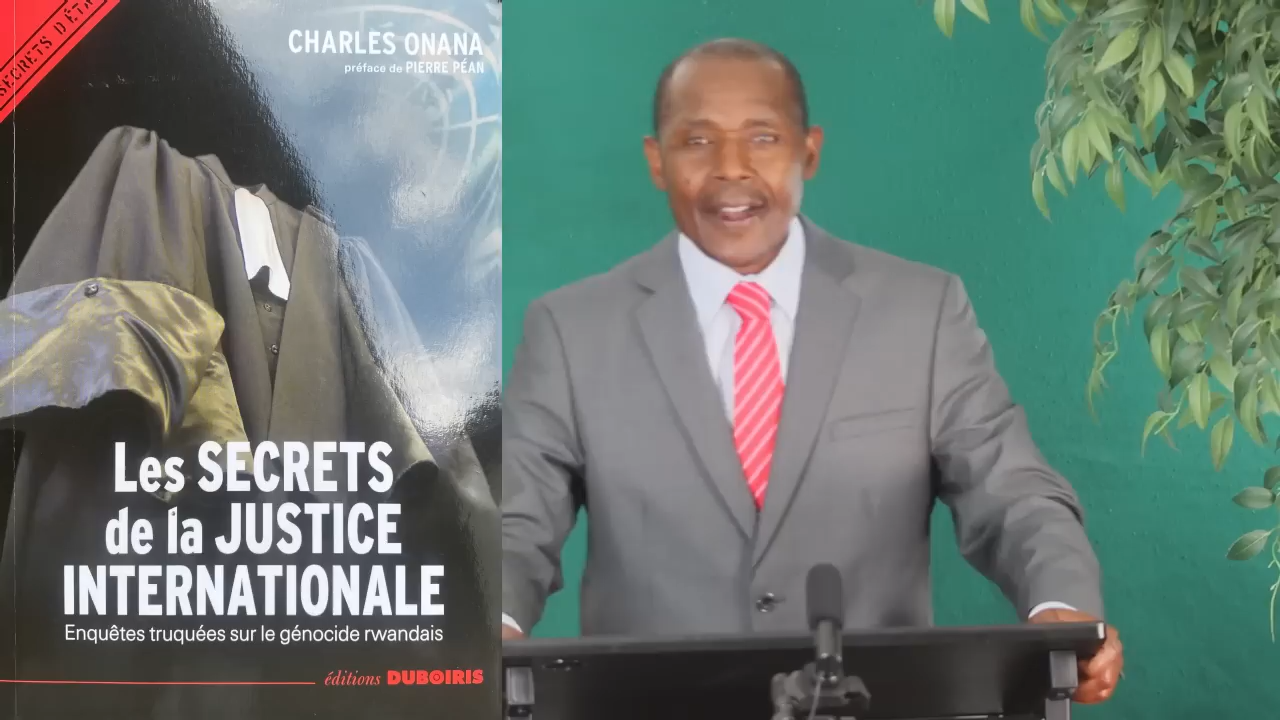 SECRETS D'ÉTAT
CHARLES ONANA
préface de PIERRE PÉAN
Les SECRETS
de la JUSTICE
INTERNATIONALE
Enquêtes truquées sur le génocide rwandais
éditions DUBOIRIS